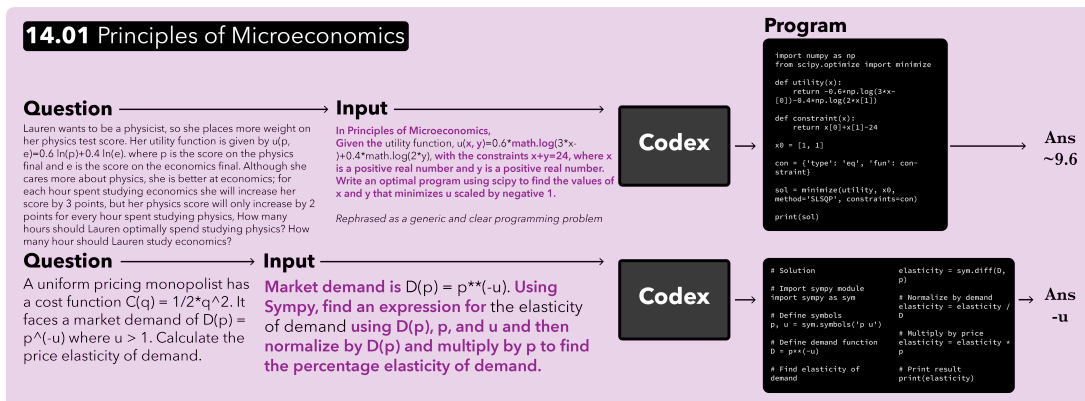 14.01 Principles of Microeconomics
Question
Lauren wants to be a physicist, so she places more weight on
her physics test score. Her utility function is given by u(p,
e)=0.6 ln(p)+0.4 ln(e). where p is the score on the physics
final and e is the score on the economics final. Although she
cares more about physics, she is better at economics; for
each hour spent studying economics she will increase her
score by 3 points, but her physics score will only increase by 2
points for every hour spent studying physics, How many
hours should Lauren optimally spend studying physics? How
many hour should Lauren study economics?
Input
In Principles of Microeconomics,
Given the utility function, u(x, y)=0.6*math.log(3*x-
)+0.4*math.log(2*y), with the constraints x+y=24, where x
is a positive real number and y is a positive real number.
Write an optimal program using scipy to find the values of
x and y that minimizes u scaled by negative 1.
Rephrased as a generic and clear programming problem
Codex
Program
import numpy as np
from scipy.optimize import minimize
def utility(x):
return -0.6*np.log(3*x-
[0])-0.4*np.log(2*x[1])
def constraint(x):
return x[0]+x[1]-24
x0 = [1, 1]
con = {'type': 'eq', 'fun': con-
straint}
sol = minimize(utility, x0,
method='SLSQP', constraints=con)
print(sol)
Ans
~9.6
Question
A uniform pricing monopolist has
a cost function C(q) = 1/2*q^2. It
faces a market demand of D(p) =
p^(-u) where u > 1. Calculate the
price elasticity of demand.
Input
Market demand is D(p) = p**(-u). Using
Sympy, find an expression for the elasticity
of demand using D(p), p, and u and then
normalize by D(p) and multiply by p to find
the percentage elasticity of demand.
Codex
# Solution
# Import sympy module
import sympy as sym
# Define symbols
p, u = sym.symbols('p u')
# Define demand function
D = p**(-u)
# Find elasticity of
demand
elasticity = sym.diff(D,
p)
# Normalize by demand
elasticity = elasticity /
D
# Multiply by price
elasticity = elasticity *
p
# Print result
print(elasticity)
Ans
-u